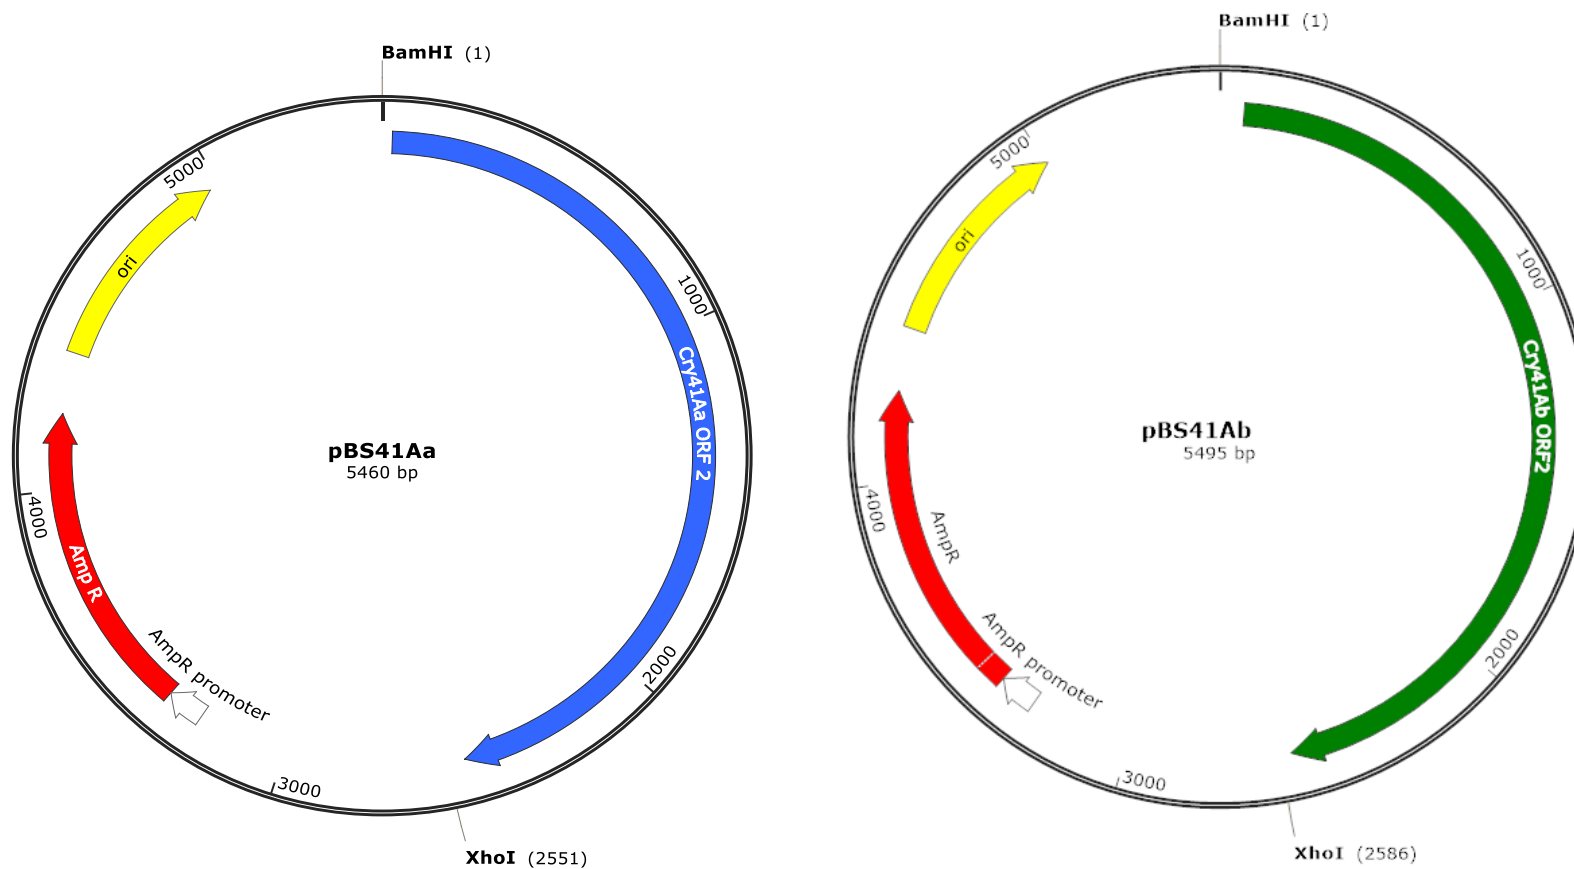 BamHI (1)
5000
1000
ori
Cry41Aa ORF 2
pBS41Aa
5460 bp
4000
Amp R
AmpR promoter
2000
3000
XhoI (2551)
BamHI (1)
5000
1000
ori
Cry41Ab ORF2
pBS41Ab
5495 bp
4000
AmpR
AmpR promoter
2000
3000
XhoI (2586)